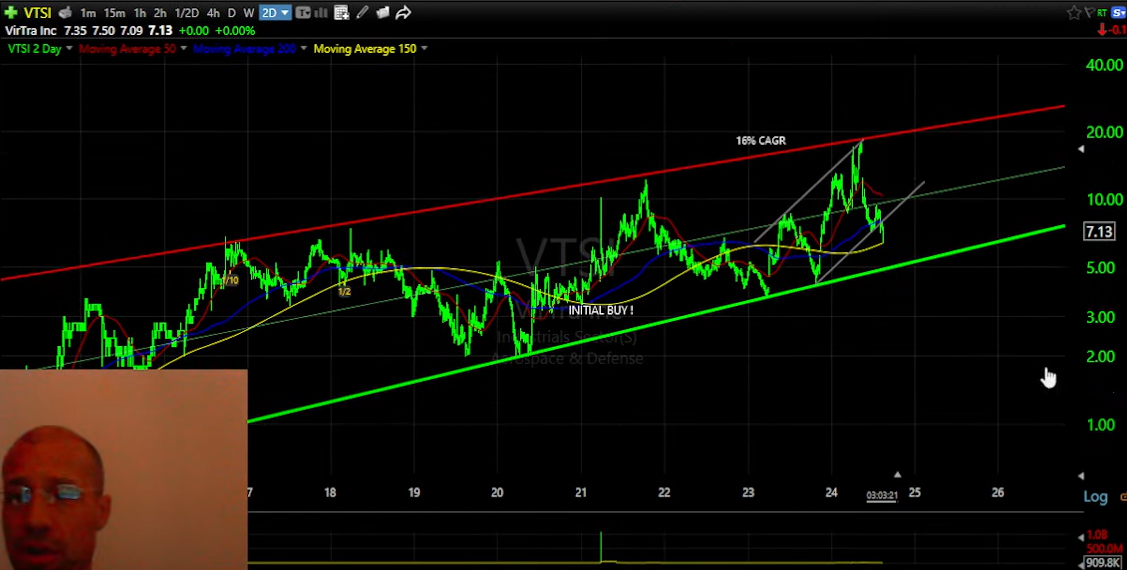 VTSI 1m 15m 1h 2h 1/2D 4h D W 2D T RT S
VirTra Inc 7.35 7.50 7.09 7.13 +0.00 +0.00%
VTSI 2 Day Moving Average 50 Moving Average 200 Moving Average 150
40.00
16% CAGR
20.00
10.00
7.13
VTSI
5.00
1/10
1/2
INITIAL BUY !
VirTra Inc
3.00
Industrials Sector(S)
Aerospace & Defense
2.00
1.00
7 18 19 20 21 22 23 24 03:03:21 25 26
Log
1.0B
500.0M
909.8K